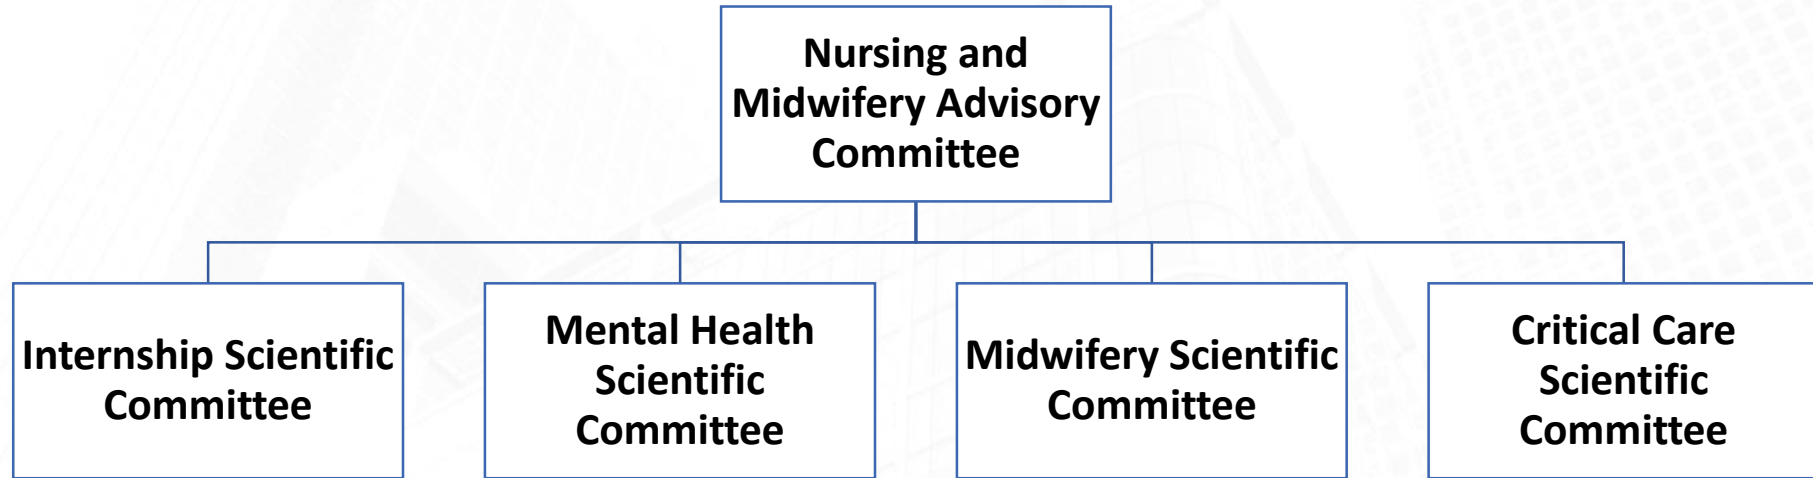 Nursing and
Midwifery Advisory
Committee
Internship Scientific
Committee
Mental Health
Scientific
Committee
Midwifery Scientific
Committee
Critical Care
Scientific
Committee